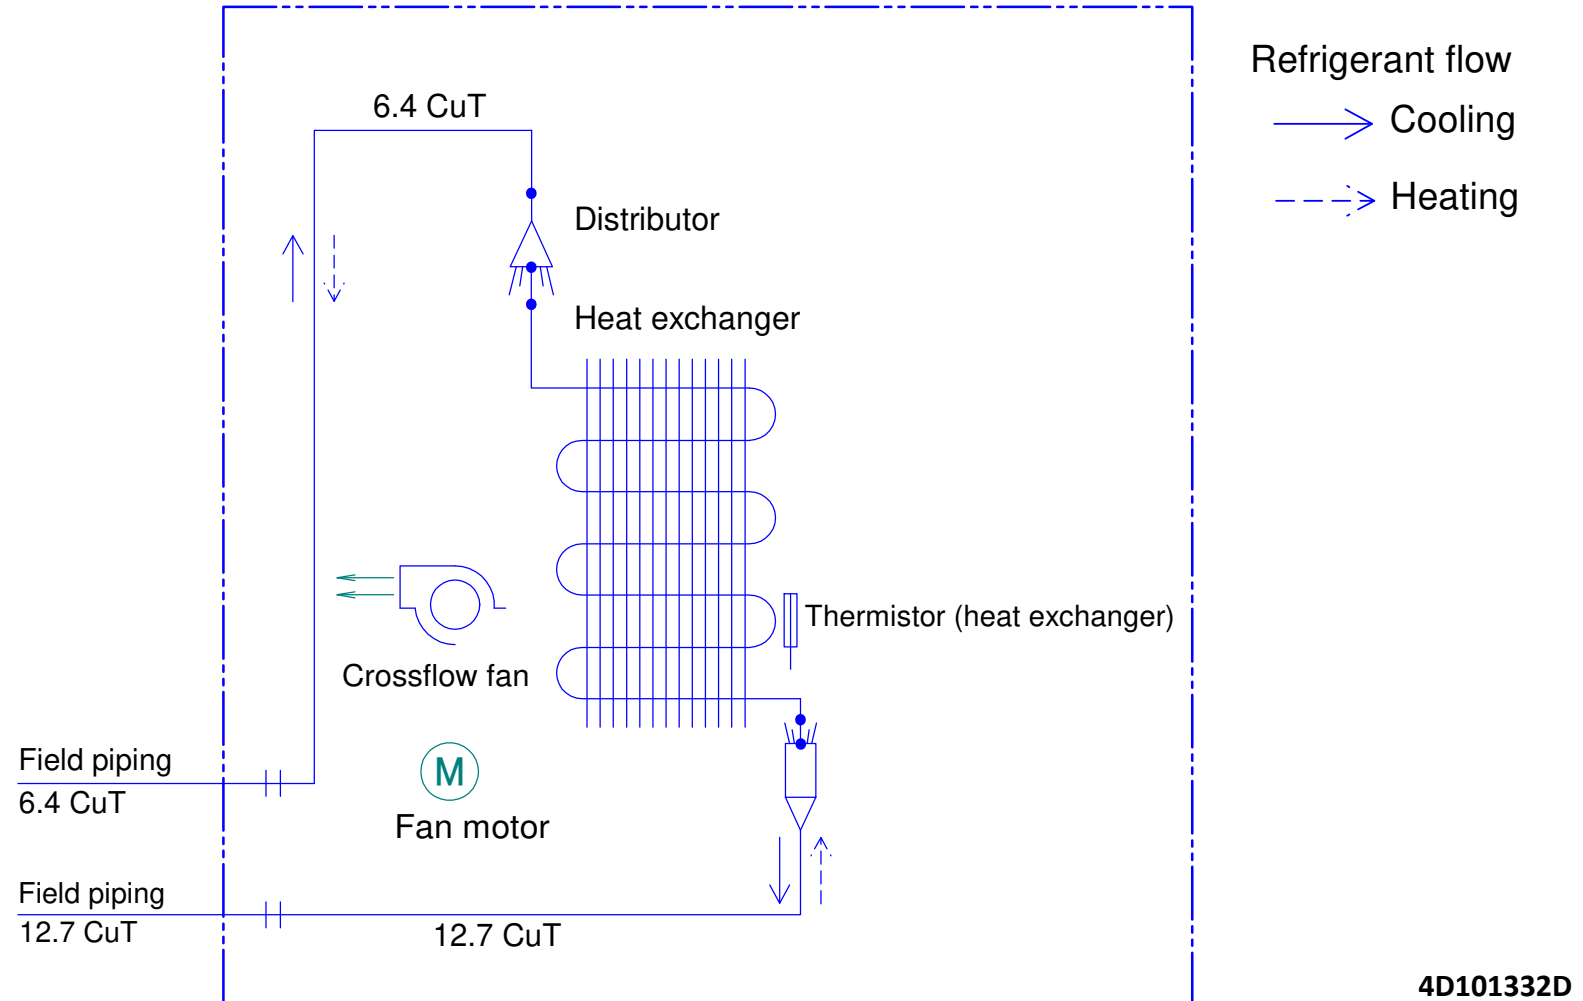 Refrigerant flow
Cooling
Heating
6.4 CuT
Distributor
Heat exchanger
Thermistor (heat exchanger)
Crossflow fan
M
Fan motor
Field piping
6.4 CuT
Field piping
12.7 CuT
12.7 CuT
4D101332D